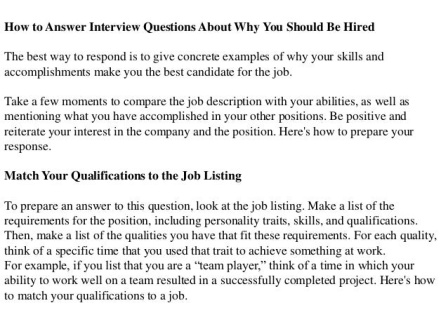 How to Answer Interview Questions About Why You Should Be Hired
The best way to respond is to give concrete examples of why your skills and
accomplishments make you the best candidate for the job.
Take a few moments to compare the job description with your abilities, as well as
mentioning what you have accomplished in your other positions. Be positive and
reiterate your interest in the company and the position. Here's how to prepare your
response.
Match Your Qualifications to the Job Listing
To prepare an answer to this question, look at the job listing. Make a list of the
requirements for the position, including personality traits, skills, and qualifications.
Then, make a list of the qualities you have that fit these requirements. For each quality,
think of a specific time that you used that trait to achieve something at work.
For example, if you list that you are a “team player,” think of a time in which your
ability to work well on a team resulted in a successfully completed project. Here's how
to match your qualifications to a job.